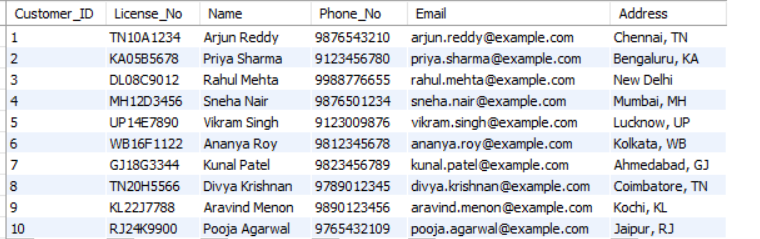 Customer_ID License_No Name Phone_No Email Address
1 TN10A1234 Arjun Reddy 9876543210 arjun.reddy@example.com Chennai, TN
2 KA05B5678 Priya Sharma 9123456780 priya.sharma@example.com Bengaluru, KA
3 DL08C9012 Rahul Mehta 9988776655 rahul.mehta@example.com New Delhi
4 MH12D3456 Sneha Nair 9876501234 sneha.nair@example.com Mumbai, MH
5 UP14E7890 Vikram Singh 9123009876 vikram.singh@example.com Lucknow, UP
6 WB16F1122 Ananya Roy 9812345678 ananya.roy@example.com Kolkata, WB
7 GJ18G3344 Kunal Patel 9823456789 kunal.patel@example.com Ahmedabad, GJ
8 TN20H5566 Divya Krishnan 9789012345 divya.krishnan@example.com Coimbatore, TN
9 KL22J7788 Aravind Menon 9890123456 aravind.menon@example.com Kochi, KL
10 RJ24K9900 Pooja Agarwal 9765432109 pooja.agarwal@example.com Jaipur, RJ